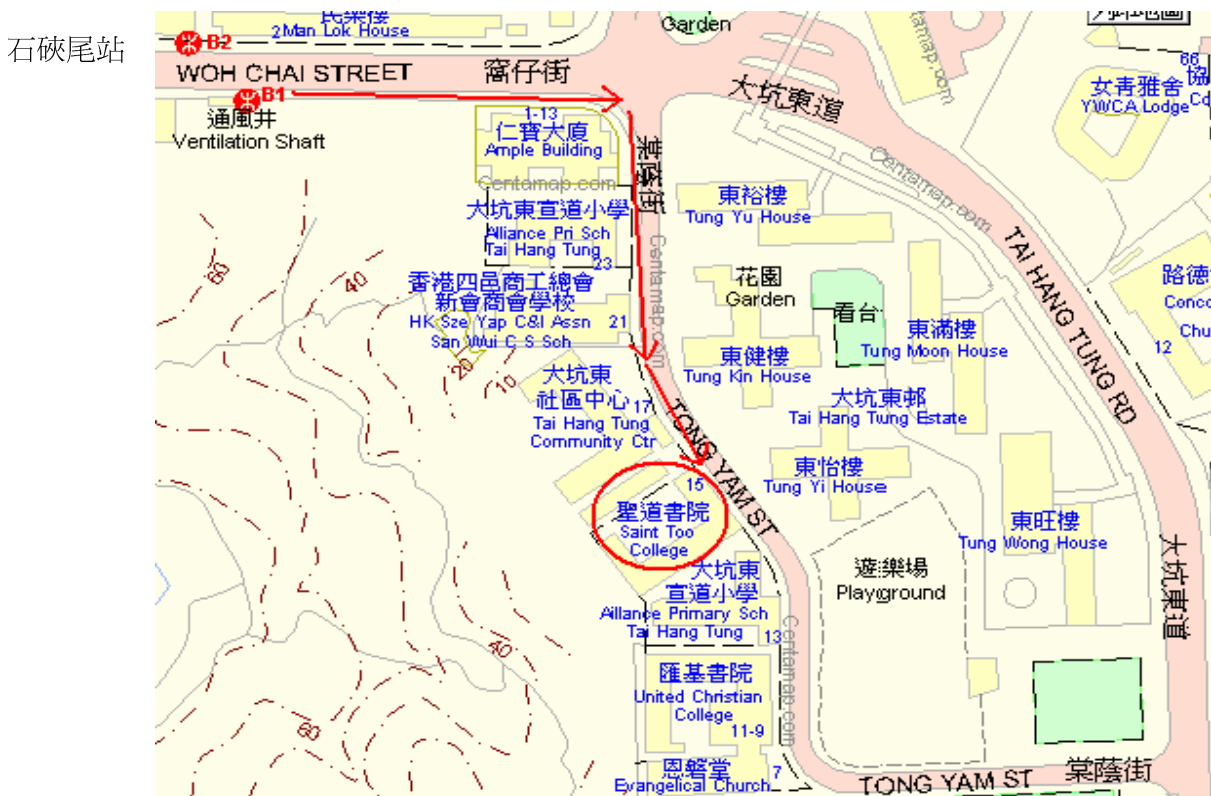 石硤尾站
民樂樓
2 Man Lok House
Garden
B2
WOH CHAI STREET 窩仔街
B1
通風井
Ventilation Shaft
1-13
仁寶大廈
Ample Building
大坑東道
66
女青雅舍
YWCA Lodge
協
棠蔭街
Centamap.com
Centamap.com
Centamap.com
大坑東宣道小學
Alliance Pri Sch
Tai Hang Tung
23
東裕樓
Tung Yu House
TAI HANG TUNG RD
香港四邑商工總會
新會商會學校
HK Sze Yap C&I Assn 21
San Wui C S Sch
花園
Garden
看台
路德
Conco
Chu
12
60
40
20
10
東滿樓
Tung Moon House
東健樓
Tung Kin House
大坑東
社區中心
17
Tai Hang Tung
Community Ctr
大坑東邨
Tai Hang Tung Estate
TONG YAM ST
東怡樓
Tung Yi House
15
聖道書院
Saint Too
College
東旺樓
Tung Wong House
大坑東道
遊樂場
Playground
大坑東
宣道小學
Alliance Primary Sch
Tai Hang Tung
13
Centamap.com
40
60
匯基書院
United Christian
College
11-9
恩磐堂
Evangelical Church
7
TONG YAM ST 棠蔭街